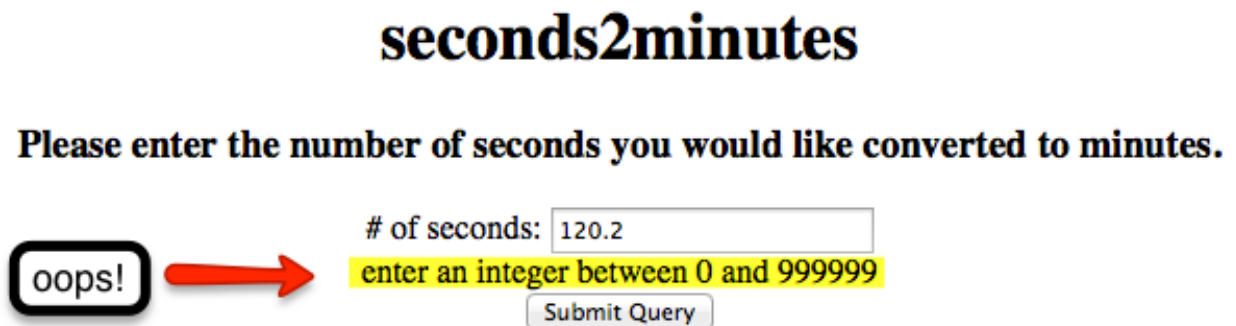 seconds2minutes
Please enter the number of seconds you would like converted to minutes.
# of seconds: 120.2
oops! enter an integer between 0 and 999999
Submit Query